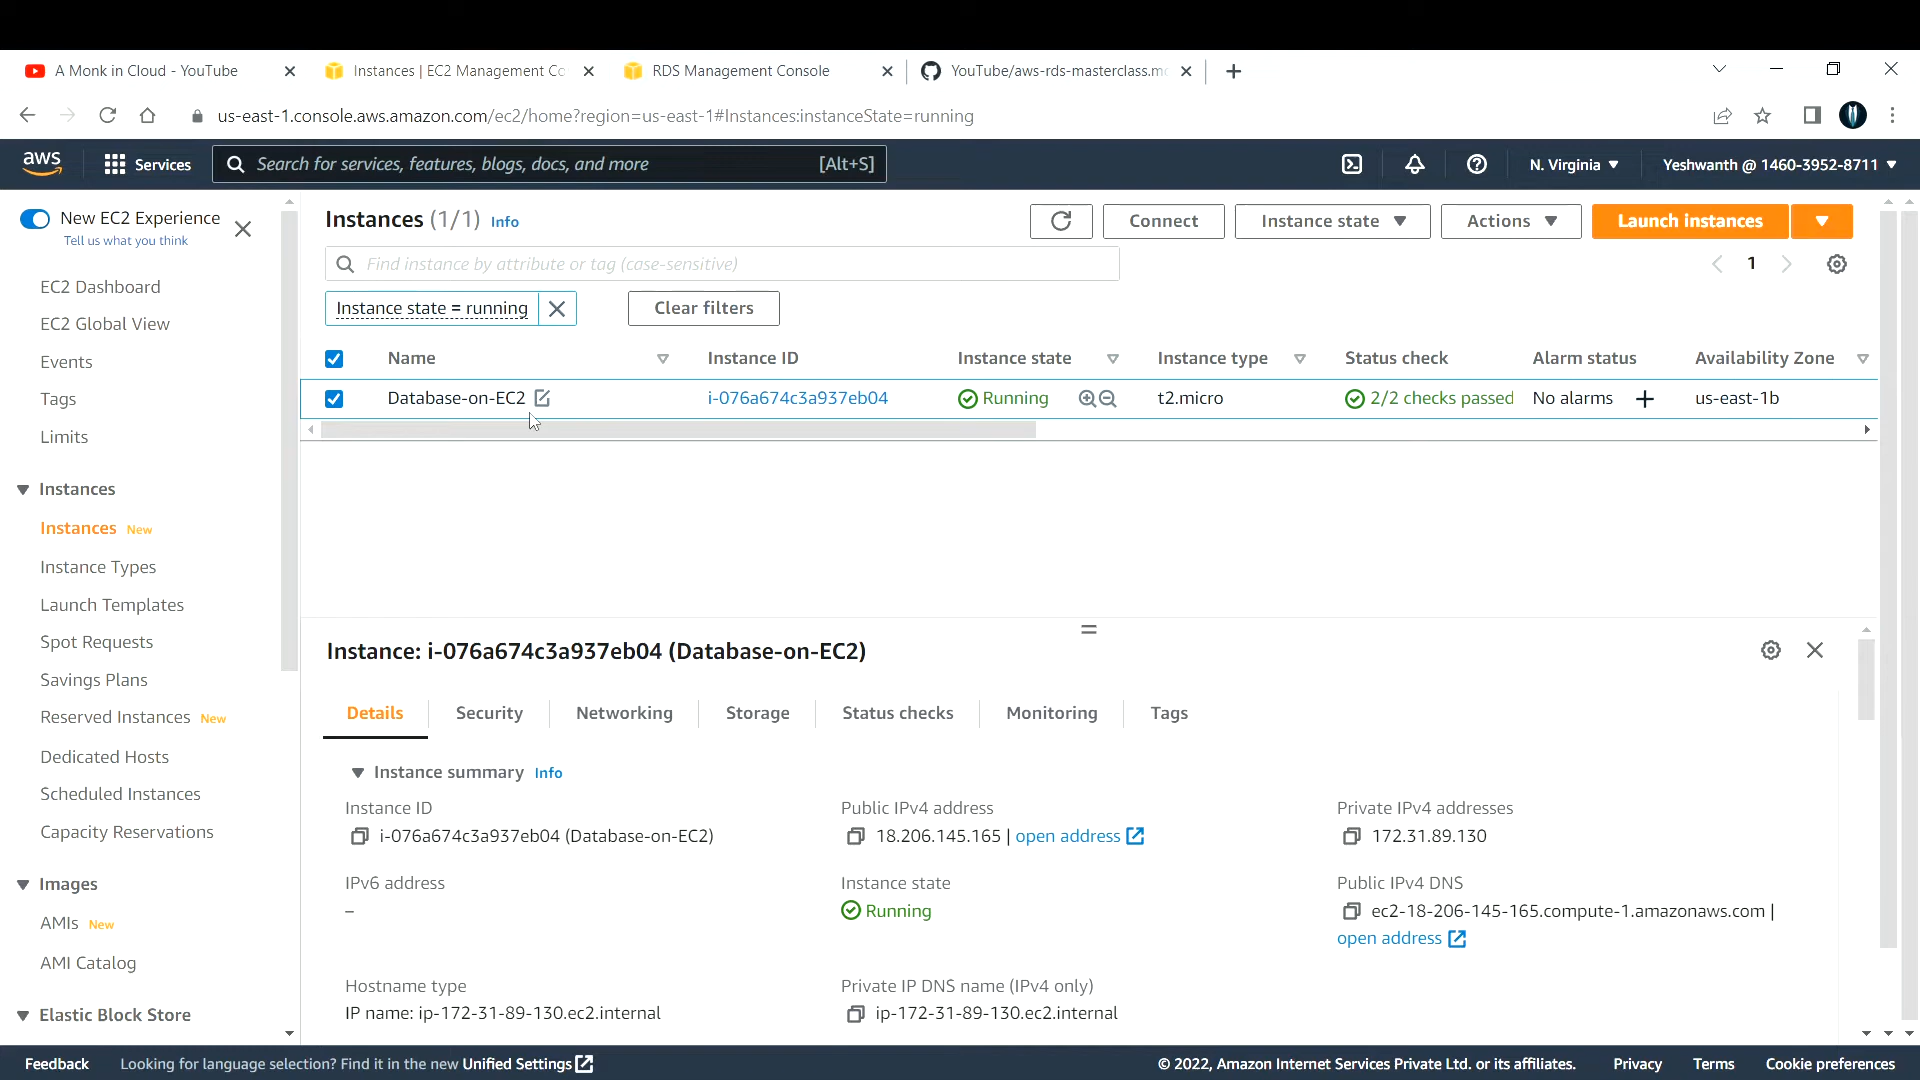 A Monk in Cloud - YouTube
Instances | EC2 Management Co
RDS Management Console
YouTube/aws-rds-masterclass.m
us-east-1.console.aws.amazon.com/ec2/home?region=us-east-1#Instances:instanceState=running
aws
Services
Search for services, features, blogs, docs, and more
[Alt+S]
N. Virginia
Yeshwanth @ 1460-3952-8711
New EC2 Experience
Tell us what you think
EC2 Dashboard
EC2 Global View
Events
Tags
Limits
Instances
Instances New
Instance Types
Launch Templates
Spot Requests
Savings Plans
Reserved Instances New
Dedicated Hosts
Scheduled Instances
Capacity Reservations
Images
AMIs New
AMI Catalog
Elastic Block Store
Instances (1/1) Info
Connect
Instance state
Actions
Launch instances
Find instance by attribute or tag (case-sensitive)
1
Instance state = running
Clear filters
Name Instance ID Instance state Instance type Status check Alarm status Availability Zone
Database-on-EC2 i-076a674c3a937eb04 Running t2.micro 2/2 checks passed No alarms us-east-1b
Instance: i-076a674c3a937eb04 (Database-on-EC2)
Details Security Networking Storage Status checks Monitoring Tags
Instance summary Info
Instance ID
i-076a674c3a937eb04 (Database-on-EC2)
Public IPv4 address
18.206.145.165 | open address
Private IPv4 addresses
172.31.89.130
IPv6 address
–
Instance state
Running
Public IPv4 DNS
ec2-18-206-145-165.compute-1.amazonaws.com |
open address
Hostname type
IP name: ip-172-31-89-130.ec2.internal
Private IP DNS name (IPv4 only)
ip-172-31-89-130.ec2.internal
Feedback
Looking for language selection? Find it in the new Unified Settings
© 2022, Amazon Internet Services Private Ltd. or its affiliates.
Privacy
Terms
Cookie preferences